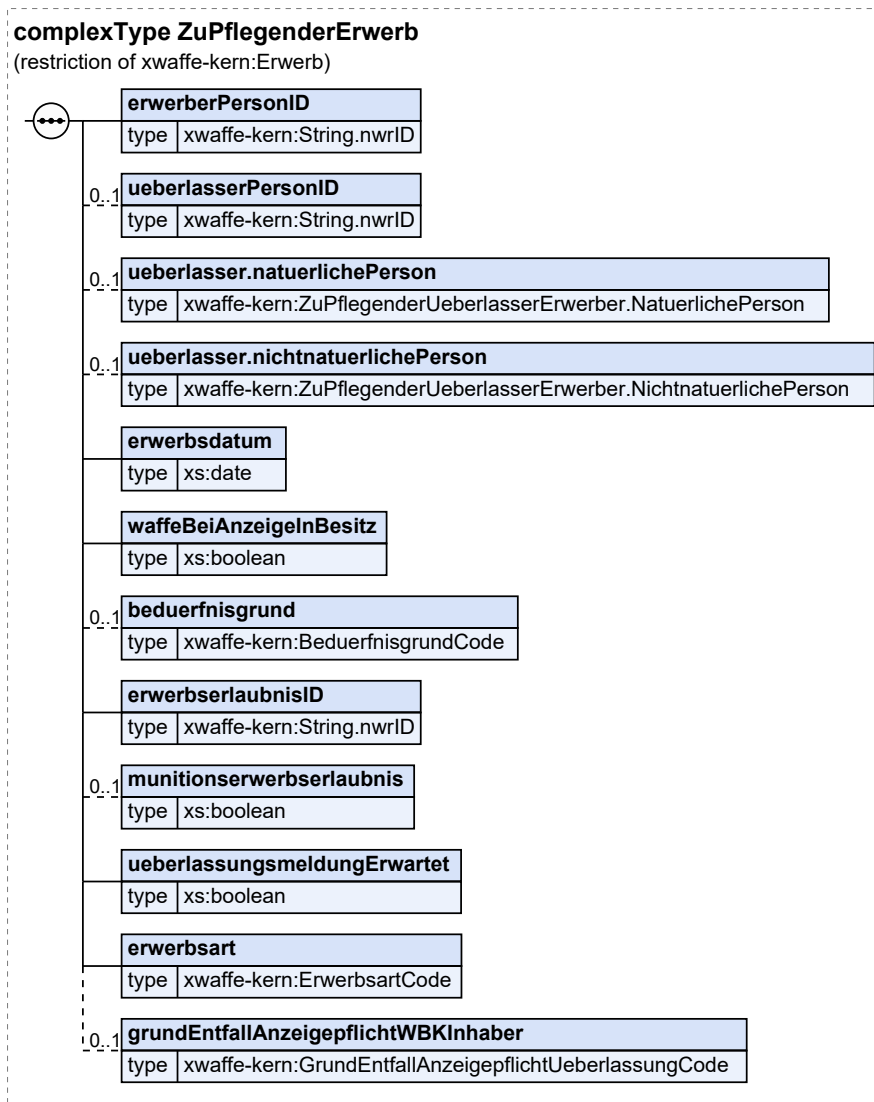 complexType ZuPflegenderErwerb
(restriction of xwaffe-kern:Erwerb)
erwerberPersonID
type xwaffe-kern:String.nwrID
0..1 ueberlasserPersonID
type xwaffe-kern:String.nwrID
0..1 ueberlasser.natuerlichePerson
type xwaffe-kern:ZuPflegenderUeberlasserErwerber.NatuerlichePerson
0..1 ueberlasser.nichtnatuerlichePerson
type xwaffe-kern:ZuPflegenderUeberlasserErwerber.NichtnatuerlichePerson
erwerbsdatum
type xs:date
waffeBeiAnzeigeInBesitz
type xs:boolean
0..1 beduerfnisgrund
type xwaffe-kern:BeduerfnisgrundCode
erwerbserlaubnisID
type xwaffe-kern:String.nwrID
0..1 munitionserwerbserlaubnis
type xs:boolean
ueberlassungsmeldungErwartet
type xs:boolean
erwerbsart
type xwaffe-kern:ErwerbsartCode
0..1 grundEntfallAnzeigepflichtWBKInhaber
type xwaffe-kern:GrundEntfallAnzeigepflichtUeberlassungCode